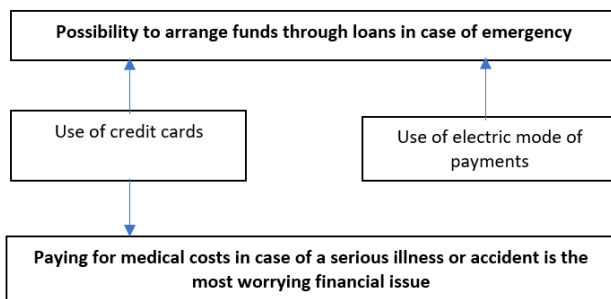 Possibility to arrange funds through loans in case of emergency
Use of credit cards
Use of electric mode of
payments
Paying for medical costs in case of a serious illness or accident is the
most worrying financial issue